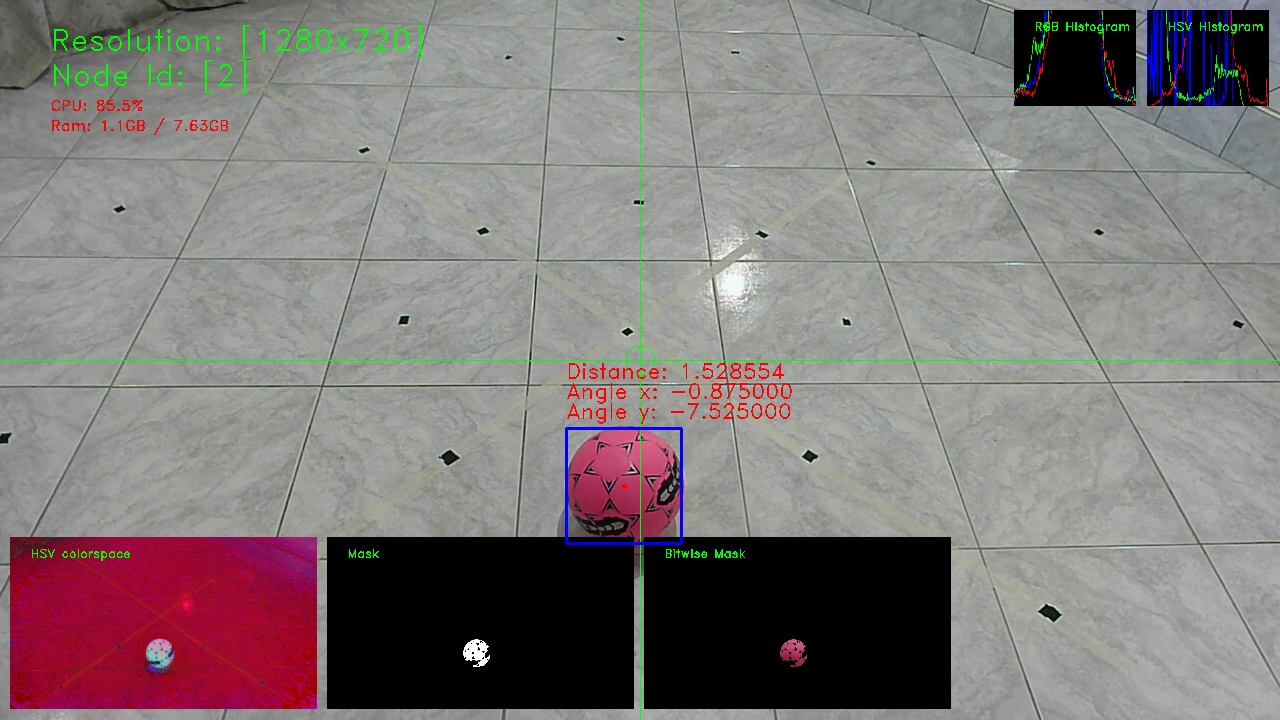 Resolution: [1280x720]
Node Id: [2]
CPU: 85.5%
Ram: 1.1GB / 7.63GB
RGB Histogram
HSV Histogram
Distance: 1.528554
Angle x: -0.875000
Angle y: -7.525000
HSV colorspace
Mask
Bitwise Mask